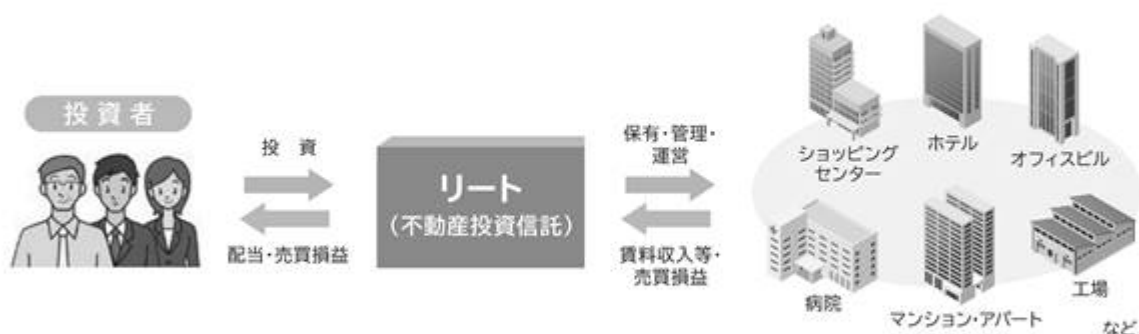 投資者
投 資
配当・売買損益
リート
(不動産投資信託)
保有・管理・
運営
賃料収入等・
売買損益
ショッピング
センター
ホテル
オフィスビル
病院
マンション・アパート
工場
など